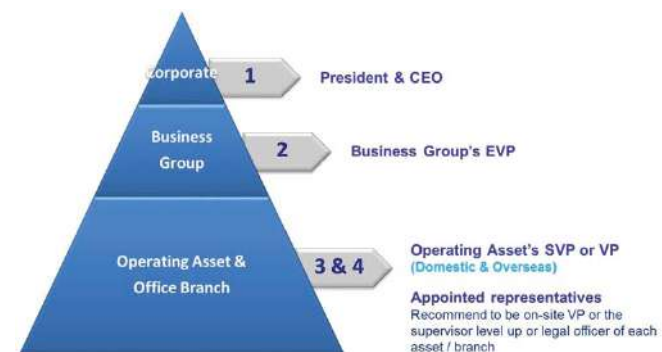 Corporate
1
President & CEO
Business
Group
2
Business Group's EVP
Operating Asset &
Office Branch
3 & 4
Operating Asset's SVP or VP
(Domestic & Overseas)
Appointed representatives
Recommend to be on-site VP or the
supervisor level up or legal officer of each
asset / branch